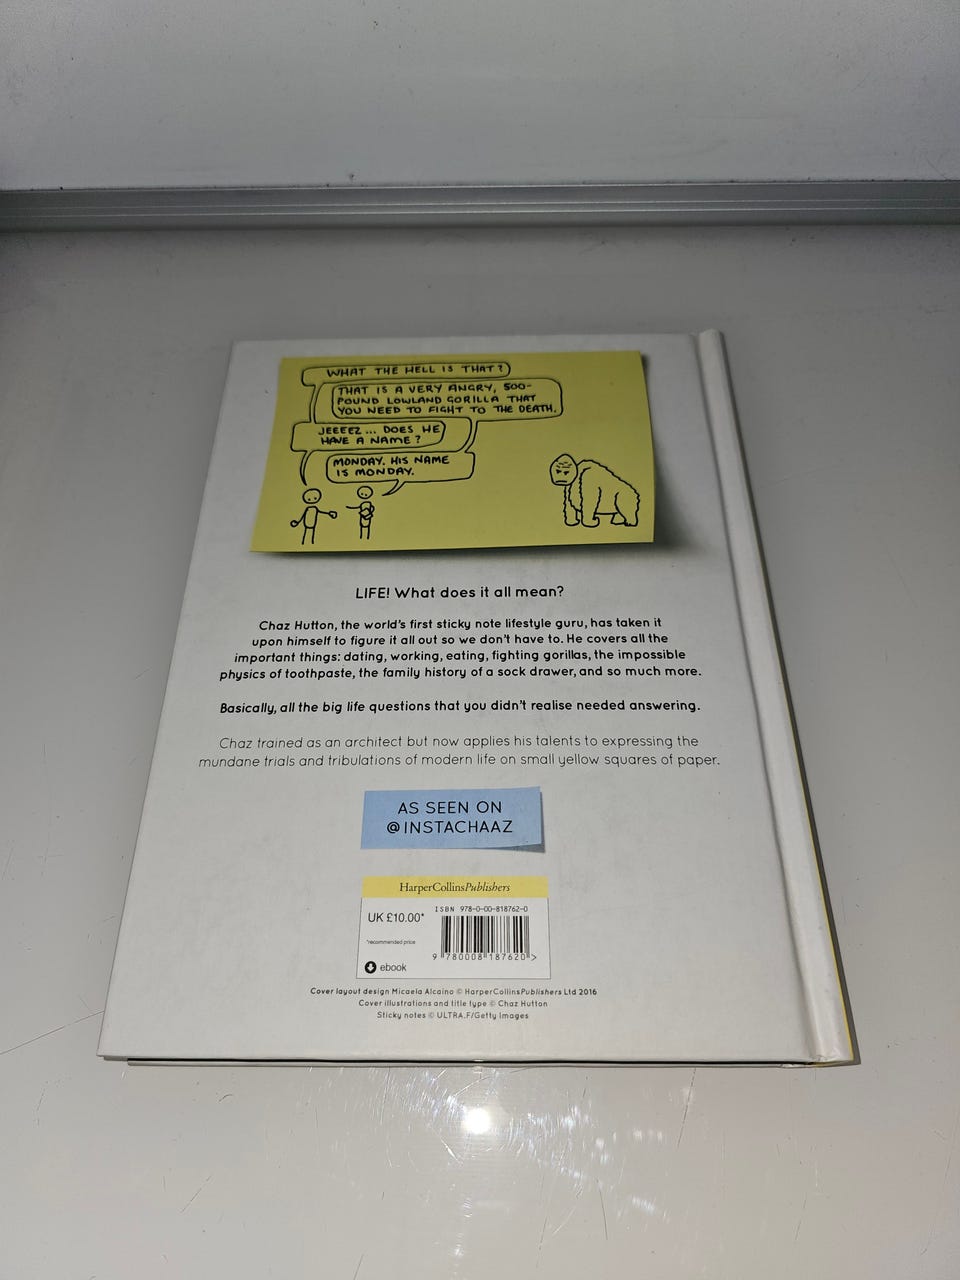 WHAT THE HELL IS THAT?
THAT IS A VERY ANGRY, 500-
POUND LOWLAND GORILLA THAT
YOU NEED TO FIGHT TO THE DEATH.
JEEEEZ... DOES HE
HAVE A NAME?
MONDAY. HIS NAME
IS MONDAY.
LIFE! What does it all mean?
Chaz Hutton, the world's first sticky note lifestyle guru, has taken it
upon himself to figure it all out so we don't have to. He covers all the
important things: dating, working, eating, fighting gorillas, the impossible
physics of toothpaste, the family history of a sock drawer, and so much more.
Basically, all the big life questions that you didn't realise needed answering.
Chaz trained as an architect but now applies his talents to expressing the
mundane trials and tribulations of modern life on small yellow squares of paper.
AS SEEN ON
@INSTACHAAZ
HarperCollinsPublishers
ISBN 978-0-00-818762-0
UK £10.00*
*recommended price
ebook
9 780008 187620 >
Cover layout design Micaela Alcaino © HarperCollinsPublishers Ltd 2016
Cover illustrations and title type © Chaz Hutton
Sticky notes © ULTRA.F/Getty Images